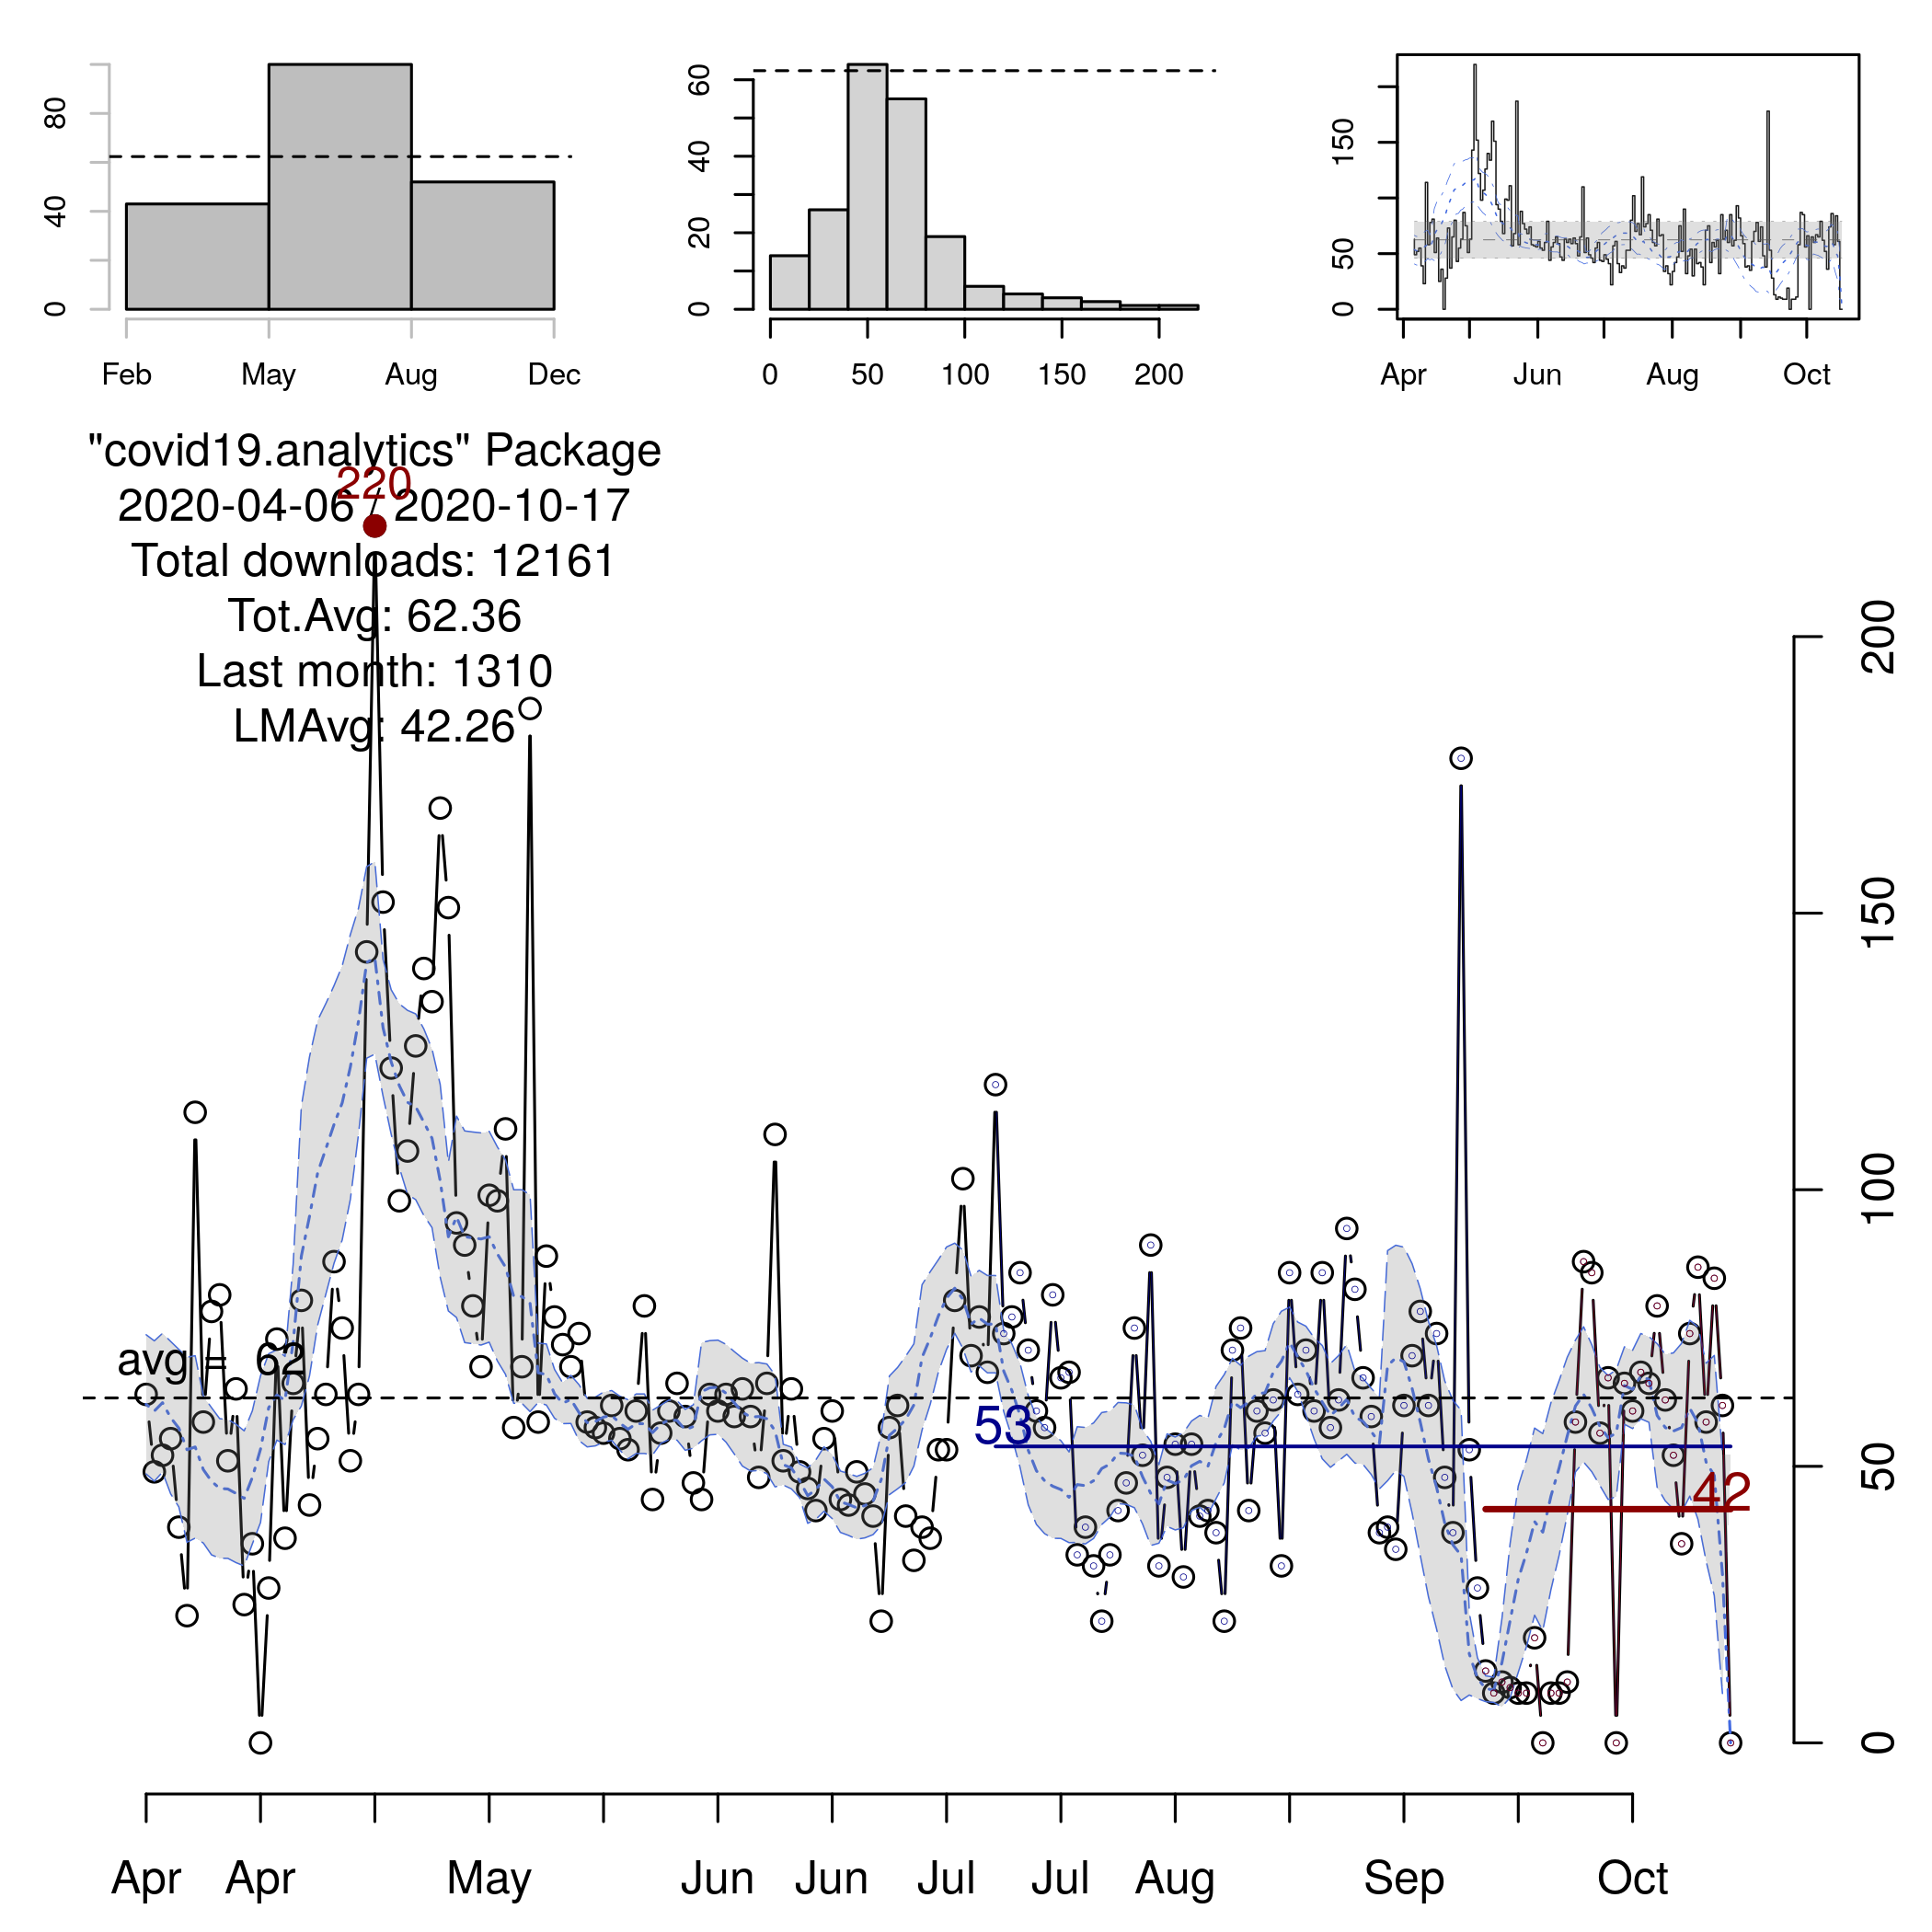 80
40
0
Feb May Aug Dec
60
40
20
0
0 50 100 150 200
150
50
0
Apr Jun Aug Oct
"covid19.analytics" Package
220
2020-04-06 / 2020-10-17
Total downloads: 12161
Tot.Avg: 62.36
Last month: 1310
LMAvg: 42.26
avg = 62
53
42
200
150
100
50
0
Apr Apr May Jun Jun Jul Jul Aug Sep Oct